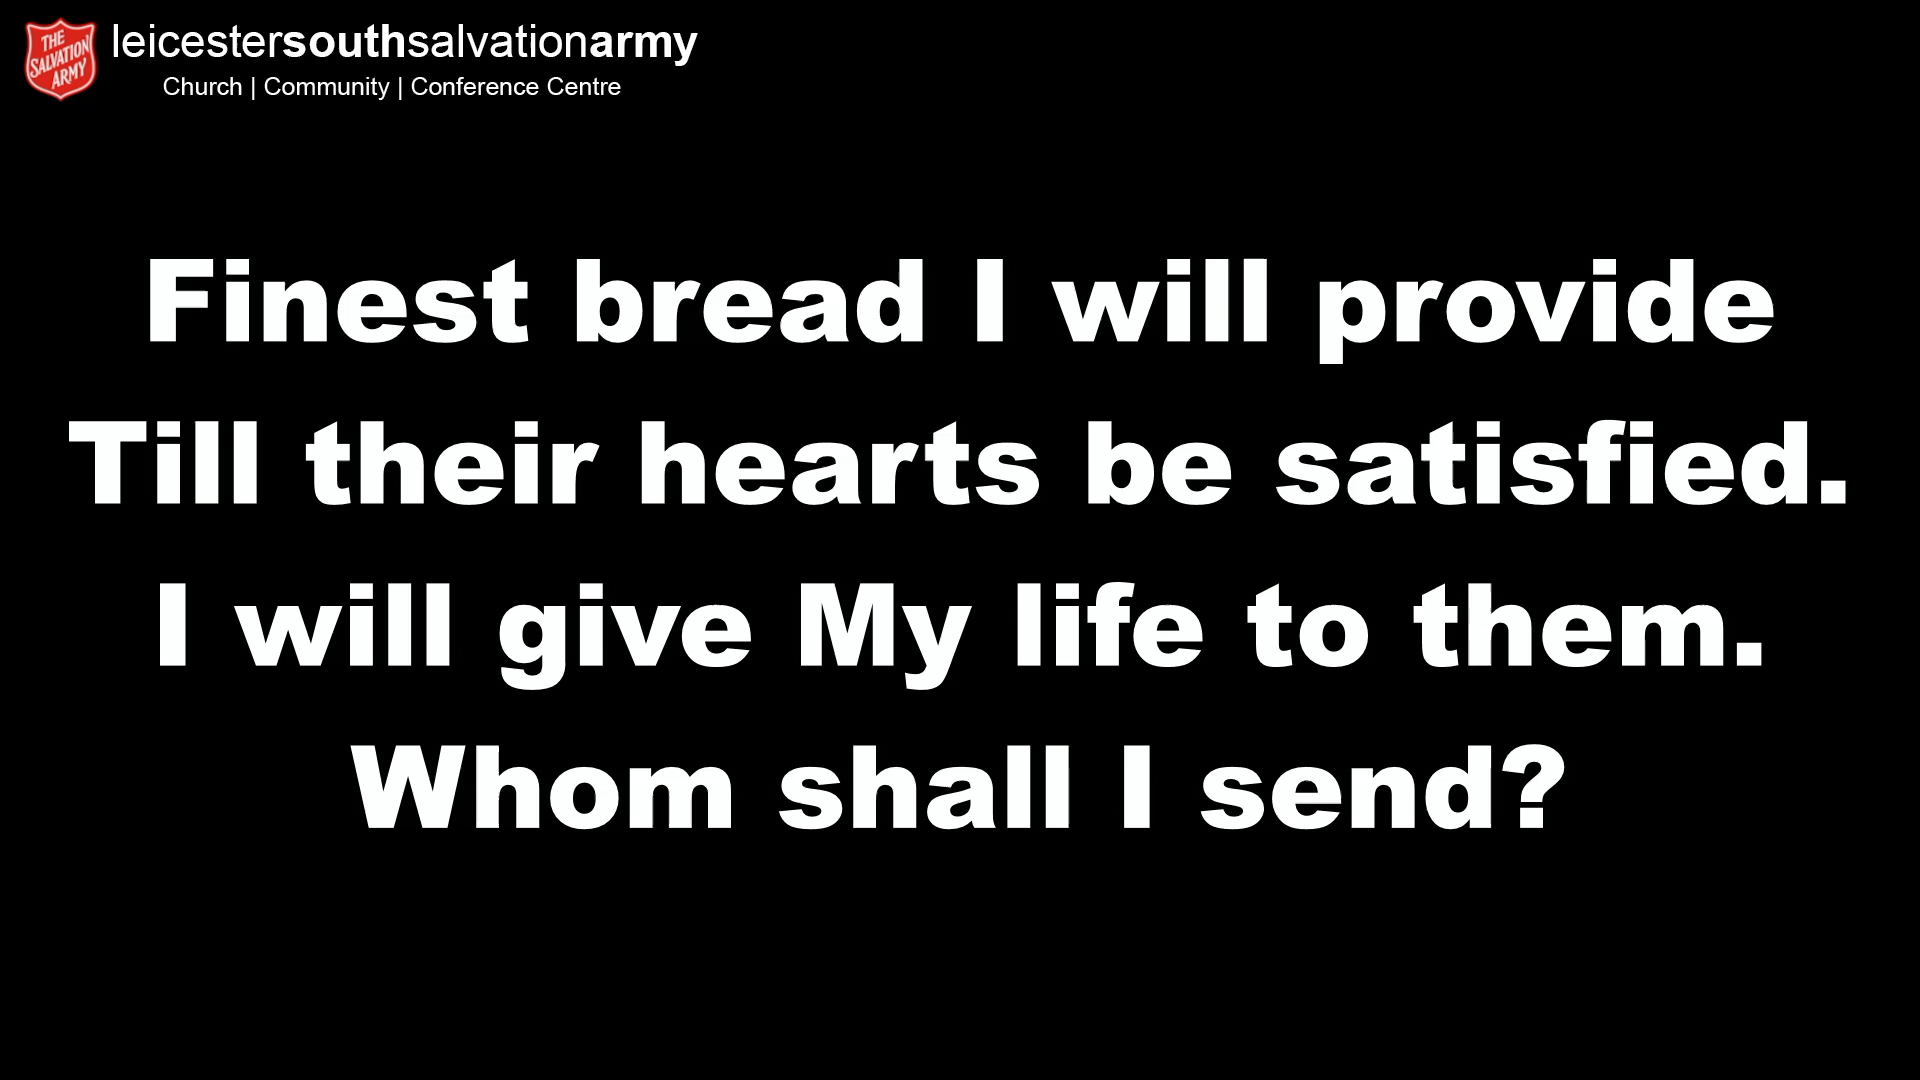 THE
SALVATION
ARMY
leicestersouthsalvationarmy
Church | Community | Conference Centre
Finest bread I will provide
Till their hearts be satisfied.
I will give My life to them.
Whom shall I send?